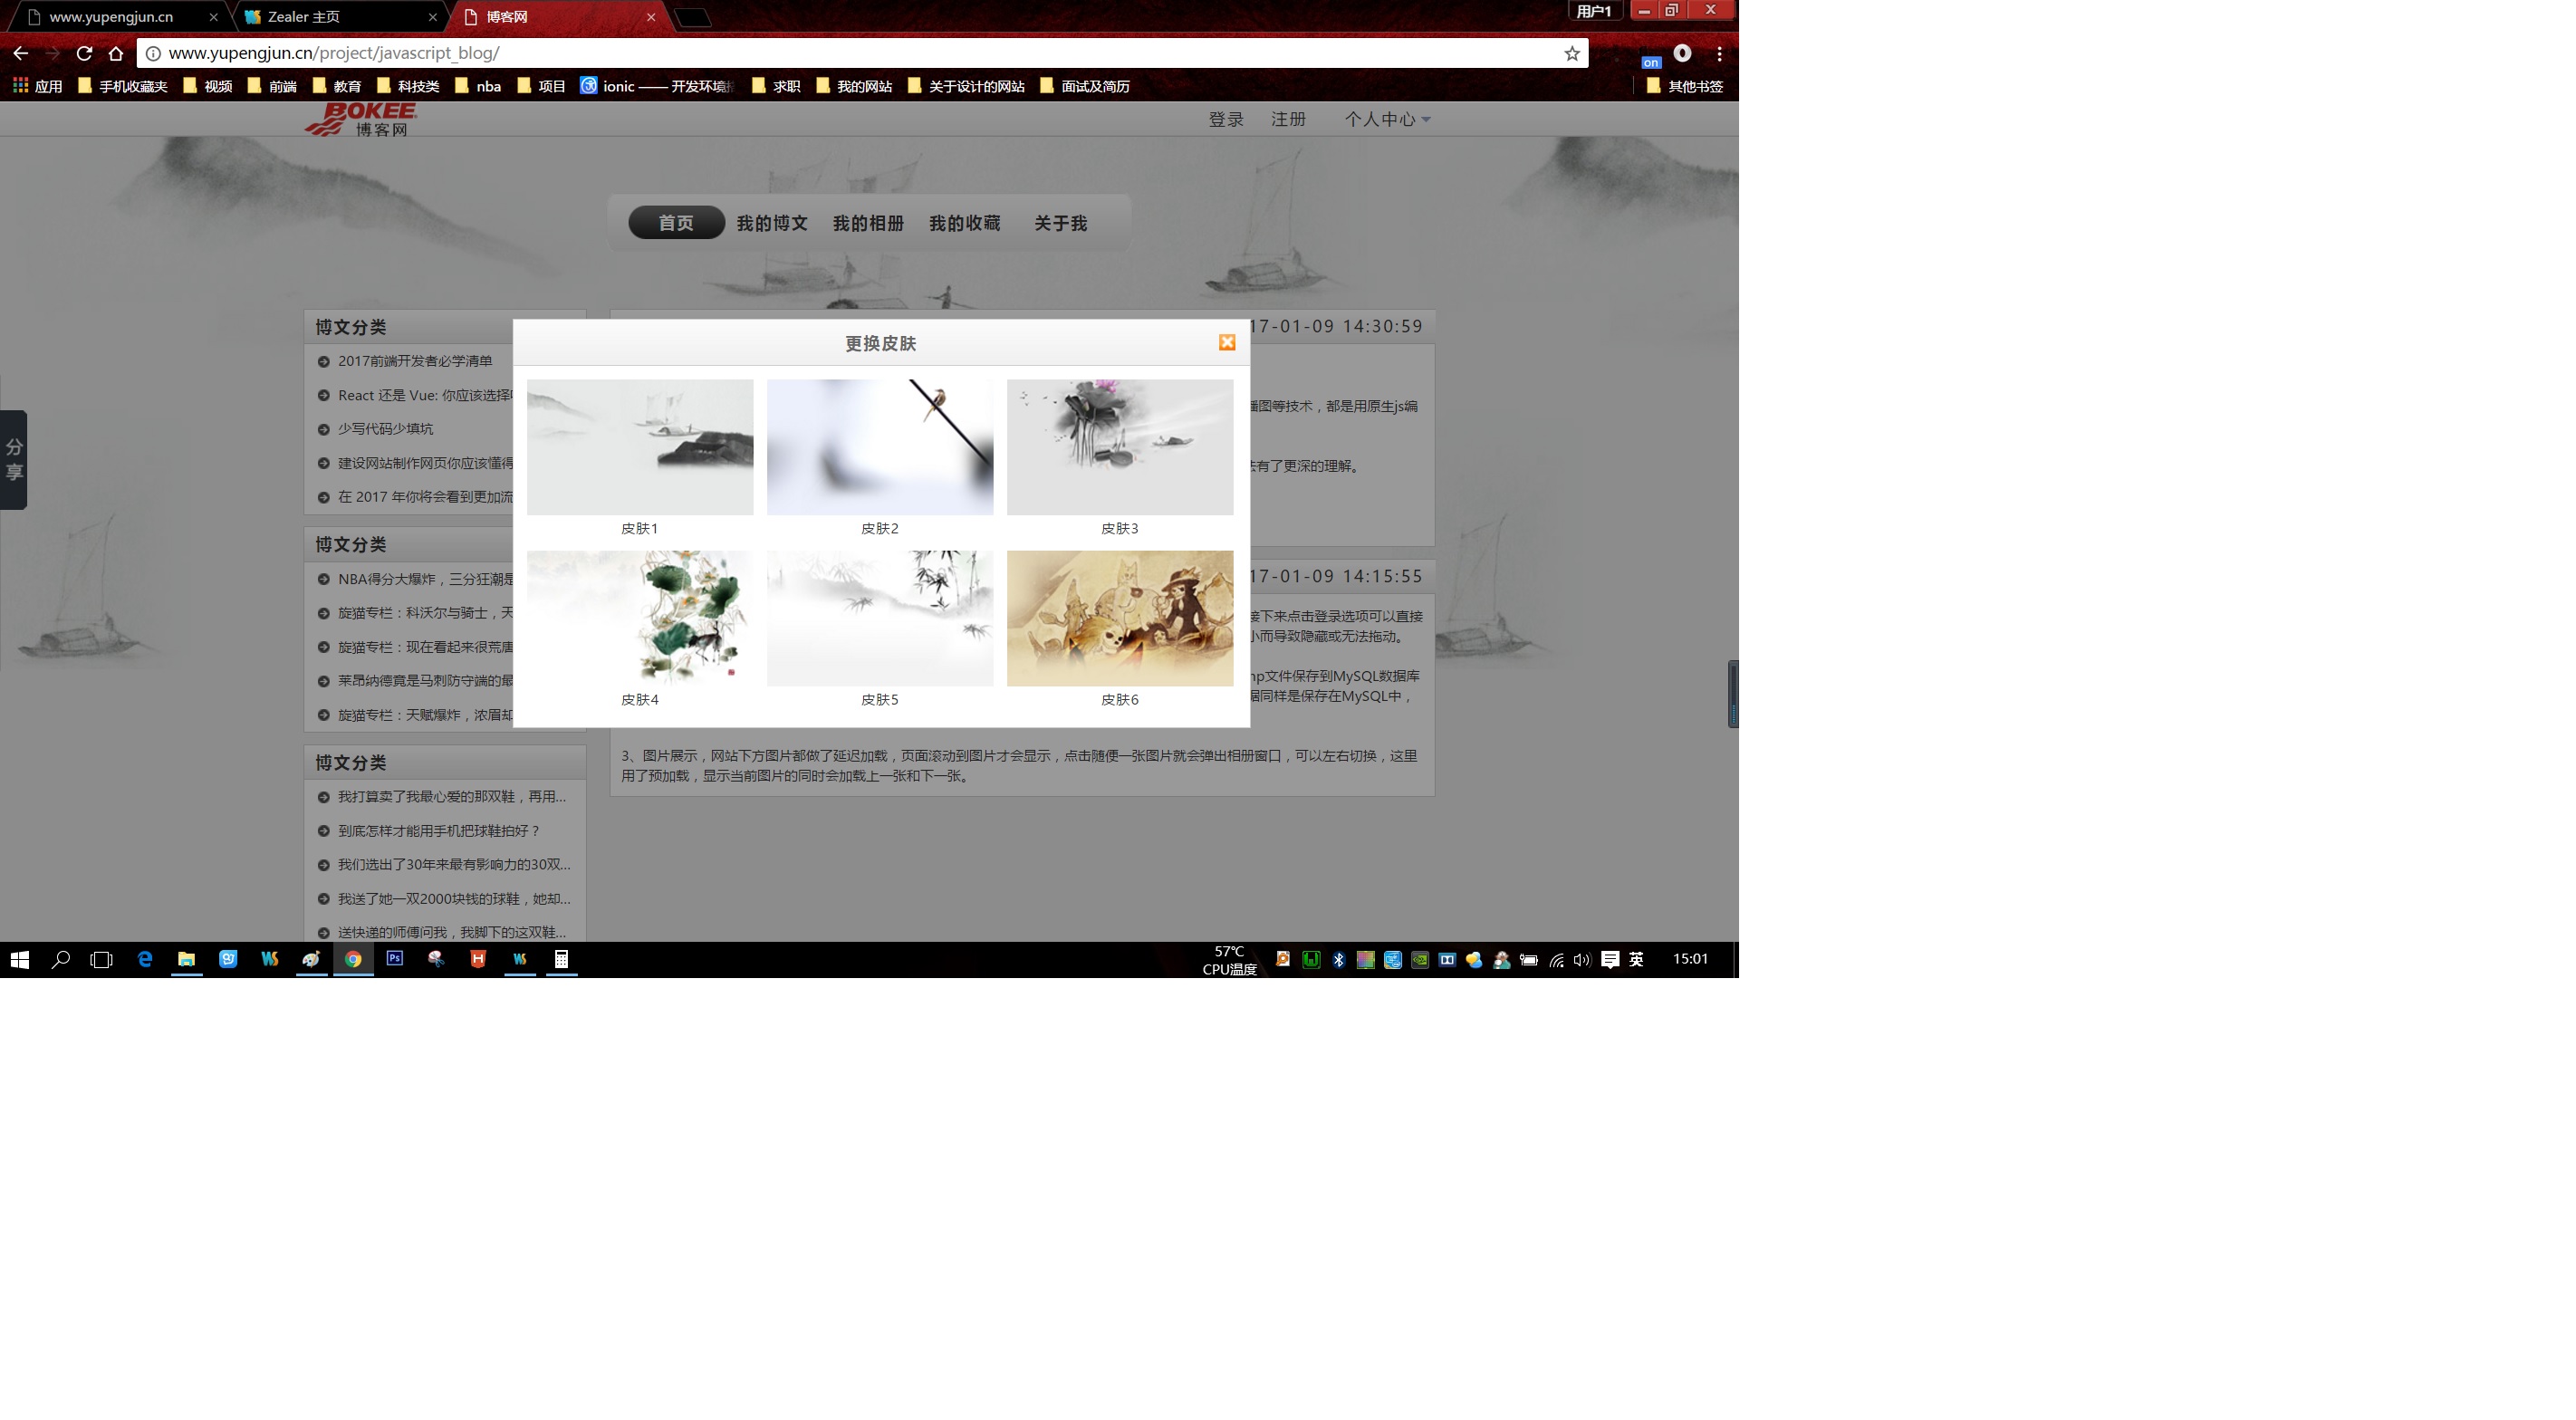 www.yupengjun.cn
Zealer 主页
博客网
用户1
www.yupengjun.cn/project/javascript_blog/
on
应用
手机收藏夹
视频
前端
教育
科技类
nba
项目
ionic —— 开发环境
求职
我的网站
关于设计的网站
面试及简历
其他书签
BOKEE
博客网
登录
注册
个人中心
首页
我的博文
我的相册
我的收藏
关于我
分享
博文分类
2017前端开发者必学清单
React 还是 Vue: 你应该选择
少写代码少填坑
建设网站制作网页你应该懂得
在 2017 年你将会看到更加流
博文分类
NBA得分大爆炸，三分狂潮是
旋猫专栏：科沃尔与骑士，天
旋猫专栏：现在看起来很荒唐
莱昂纳德竟是马刺防守端的最
旋猫专栏：天赋爆炸，浓眉却
博文分类
我打算卖了我最心爱的那双鞋，再用...
到底怎样才能用手机把球鞋拍好？
我们选出了30年来最有影响力的30双...
我送了她一双2000块钱的球鞋，她却...
送快递的师傅问我，我脚下的这双鞋...
更换皮肤
皮肤1
皮肤2
皮肤3
皮肤4
皮肤5
皮肤6
17-01-09 14:30:59
播图等技术，都是用原生js编
有了更深的理解。
17-01-09 14:15:55
接下来点击登录选项可以直接
小而导致隐藏或无法拖动。
hp文件保存到MySQL数据库
据同样是保存在MySQL中，
3、图片展示，网站下方图片都做了延迟加载，页面滚动到图片才会显示，点击随便一张图片就会弹出相册窗口，可以左右切换，这里
用了预加载，显示当前图片的同时会加载上一张和下一张。
Ps
57℃
CPU温度
英
15:01